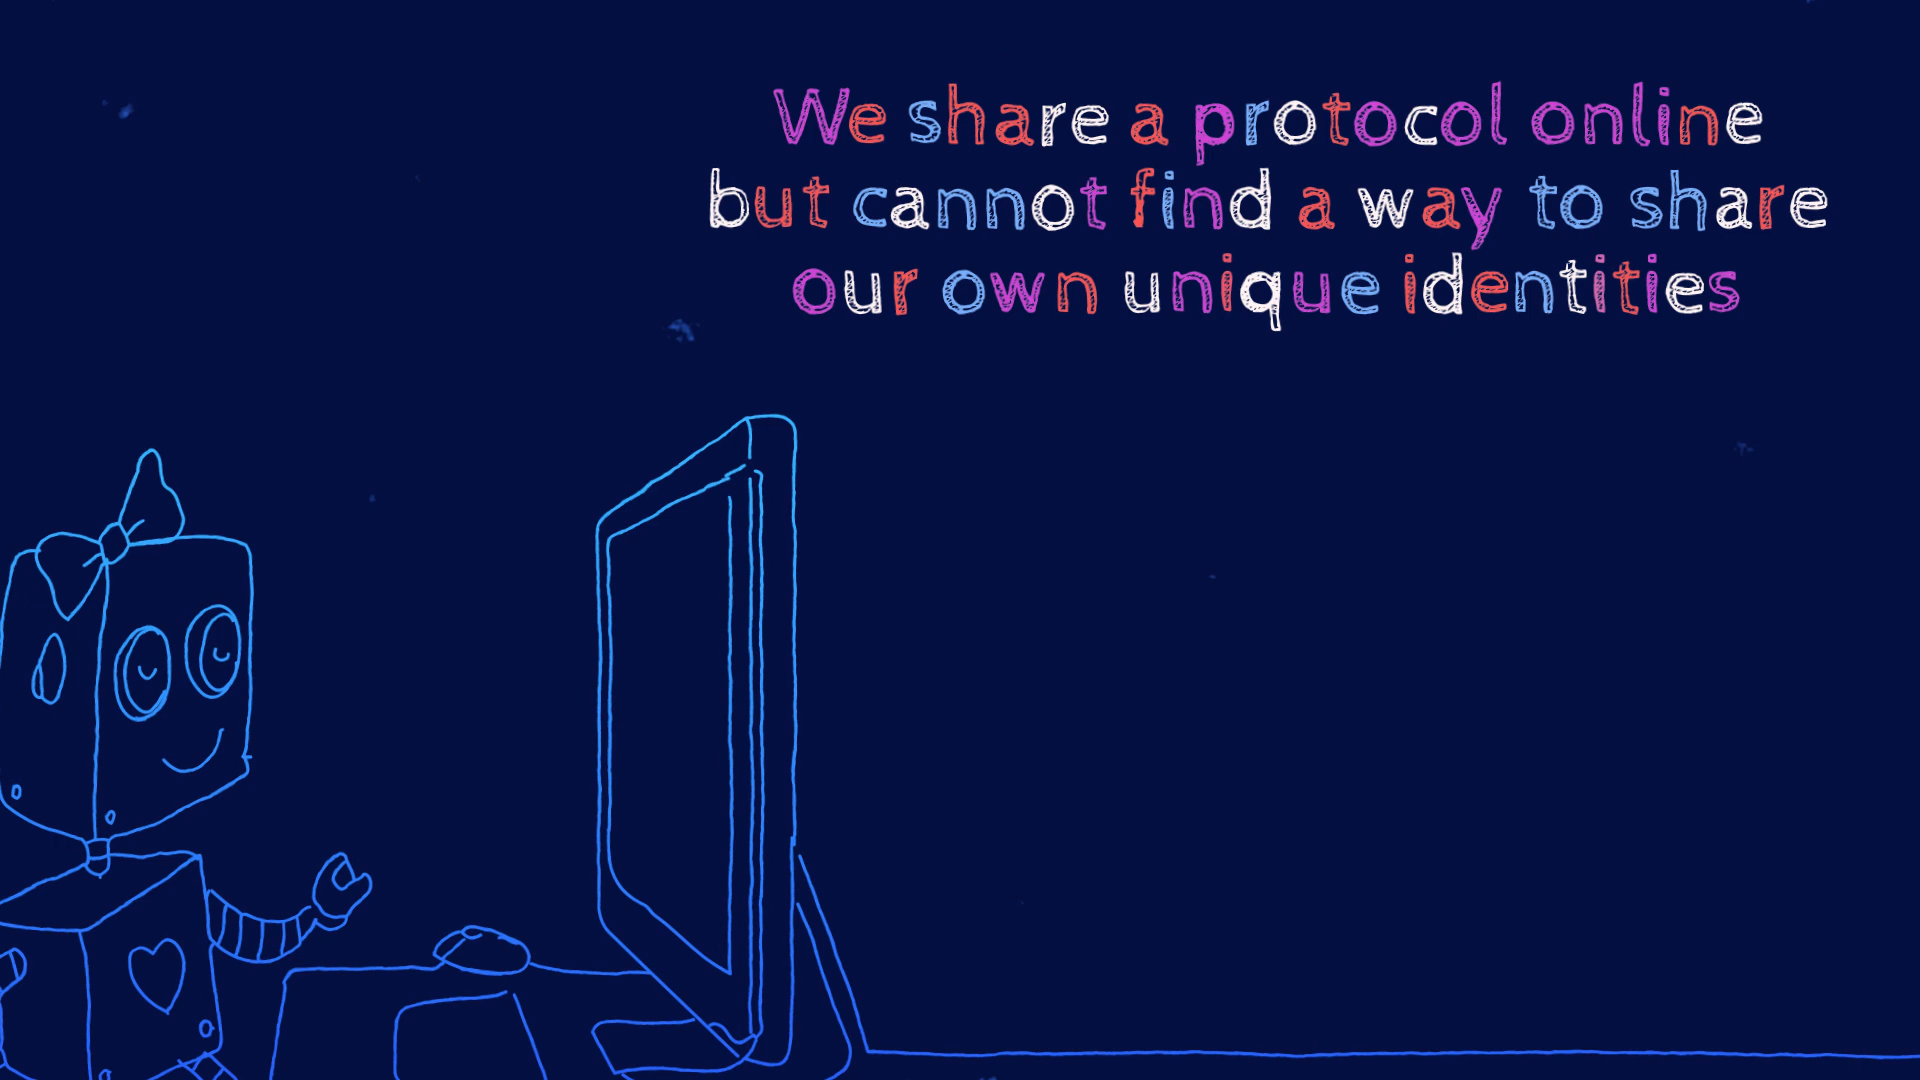 We share a protocol online
but cannot find a way to share
our own unique identities